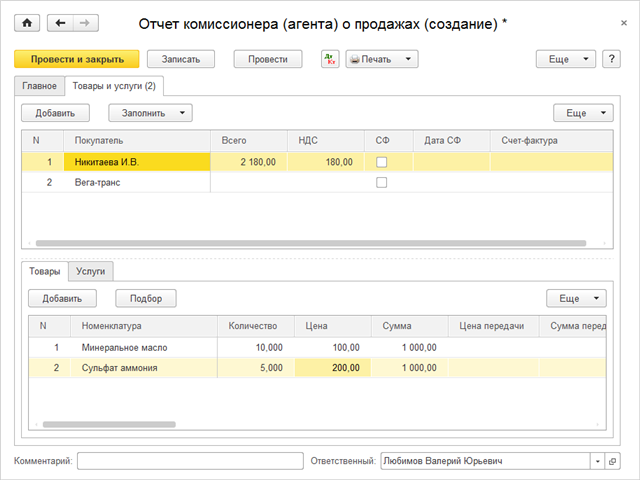 Отчет комиссионера (агента) о продажах (создание) *
Провести и закрыть Записать Провести Дт Кт Печать Еще ?
Главное Товары и услуги (2)
Добавить Заполнить Еще
N Покупатель Всего НДС СФ Дата СФ Счет-фактура
1 Никитаева И.В. 2 180,00 180,00
2 Вега-транс
Товары Услуги
Добавить Подбор Еще
N Номенклатура Количество Цена Сумма Цена передачи Сумма перед
1 Минеральное масло 10,000 100,00 1 000,00
2 Сульфат аммония 5,000 200,00 1 000,00
Комментарий: Ответственный: Любимов Валерий Юрьевич